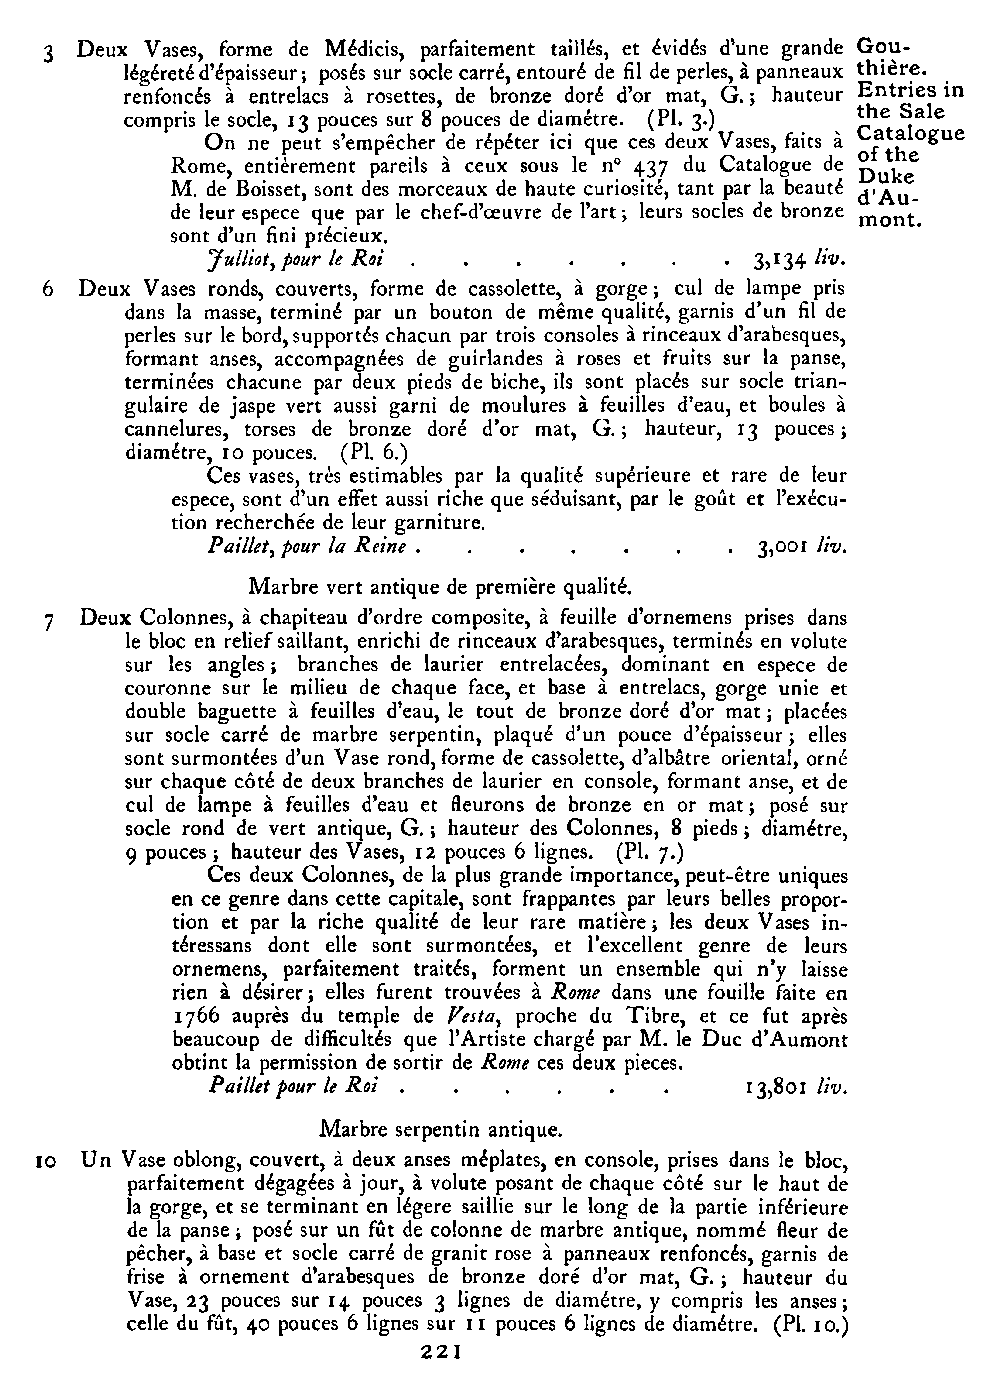 3 Deux Vases, forme de Médicis, parfaitement taillés, et évidés d'une grande
légéreté d'épaisseur; posés sur socle carré, entouré de fil de perles, à panneaux
renfoncés à entrelacs à rosettes, de bronze doré d'or mat, G.; hauteur
compris le socle, 13 pouces sur 8 pouces de diamétre. (Pl. 3.)
On ne peut s'empêcher de répéter ici que ces deux Vases, faits à
Rome, entièrement pareils à ceux sous le n° 437 du Catalogue de
M. de Boisset, sont des morceaux de haute curiosité, tant par la beauté
de leur espece que par le chef-d'œuvre de l'art; leurs socles de bronze
sont d'un fini précieux.
Julliot, pour le Roi . . . . . . . 3,134 liv.
Gou-
thière.
Entries in
the Sale
Catalogue
of the
Duke
d'Au-
mont.
6 Deux Vases ronds, couverts, forme de cassolette, à gorge; cul de lampe pris
dans la masse, terminé par un bouton de même qualité, garnis d'un fil de
perles sur le bord, supportés chacun par trois consoles à rinceaux d'arabesques,
formant anses, accompagnées de guirlandes à roses et fruits sur la panse,
terminées chacune par deux pieds de biche, ils sont placés sur socle trian-
gulaire de jaspe vert aussi garni de moulures à feuilles d'eau, et boules à
cannelures, torses de bronze doré d'or mat, G.; hauteur, 13 pouces;
diamétre, 10 pouces. (Pl. 6.)
Ces vases, très estimables par la qualité supérieure et rare de leur
espece, sont d'un effet aussi riche que séduisant, par le goût et l'exécu-
tion recherchée de leur garniture.
Paillet, pour la Reine . . . . . . . 3,001 liv.
Marbre vert antique de première qualité.
7 Deux Colonnes, à chapiteau d'ordre composite, à feuille d'ornemens prises dans
le bloc en relief saillant, enrichi de rinceaux d'arabesques, terminés en volute
sur les angles; branches de laurier entrelacées, dominant en espece de
couronne sur le milieu de chaque face, et base à entrelacs, gorge unie et
double baguette à feuilles d'eau, le tout de bronze doré d'or mat; placées
sur socle carré de marbre serpentin, plaqué d'un pouce d'épaisseur; elles
sont surmontées d'un Vase rond, forme de cassolette, d'albâtre oriental, orné
sur chaque côté de deux branches de laurier en console, formant anse, et de
cul de lampe à feuilles d'eau et fleurons de bronze en or mat; posé sur
socle rond de vert antique, G.; hauteur des Colonnes, 8 pieds; diamétre,
9 pouces; hauteur des Vases, 12 pouces 6 lignes. (Pl. 7.)
Ces deux Colonnes, de la plus grande importance, peut-être uniques
en ce genre dans cette capitale, sont frappantes par leurs belles propor-
tion et par la riche qualité de leur rare matière; les deux Vases in-
téressans dont elle sont surmontées, et l'excellent genre de leurs
ornemens, parfaitement traités, forment un ensemble qui n'y laisse
rien à désirer; elles furent trouvées à Rome dans une fouille faite en
1766 auprès du temple de Vesta, proche du Tibre, et ce fut après
beaucoup de difficultés que l'Artiste chargé par M. le Duc d'Aumont
obtint la permission de sortir de Rome ces deux pieces.
Paillet pour le Roi . . . . . . 13,801 liv.
Marbre serpentin antique.
10 Un Vase oblong, couvert, à deux anses méplates, en console, prises dans le bloc,
parfaitement dégagées à jour, à volute posant de chaque côté sur le haut de
la gorge, et se terminant en légere saillie sur le long de la partie inférieure
de la panse; posé sur un fût de colonne de marbre antique, nommé fleur de
pêcher, à base et socle carré de granit rose à panneaux renfoncés, garnis de
frise à ornement d'arabesques de bronze doré d'or mat, G.; hauteur du
Vase, 23 pouces sur 14 pouces 3 lignes de diamétre, y compris les anses;
celle du fût, 40 pouces 6 lignes sur 11 pouces 6 lignes de diamétre. (Pl. 10.)
221